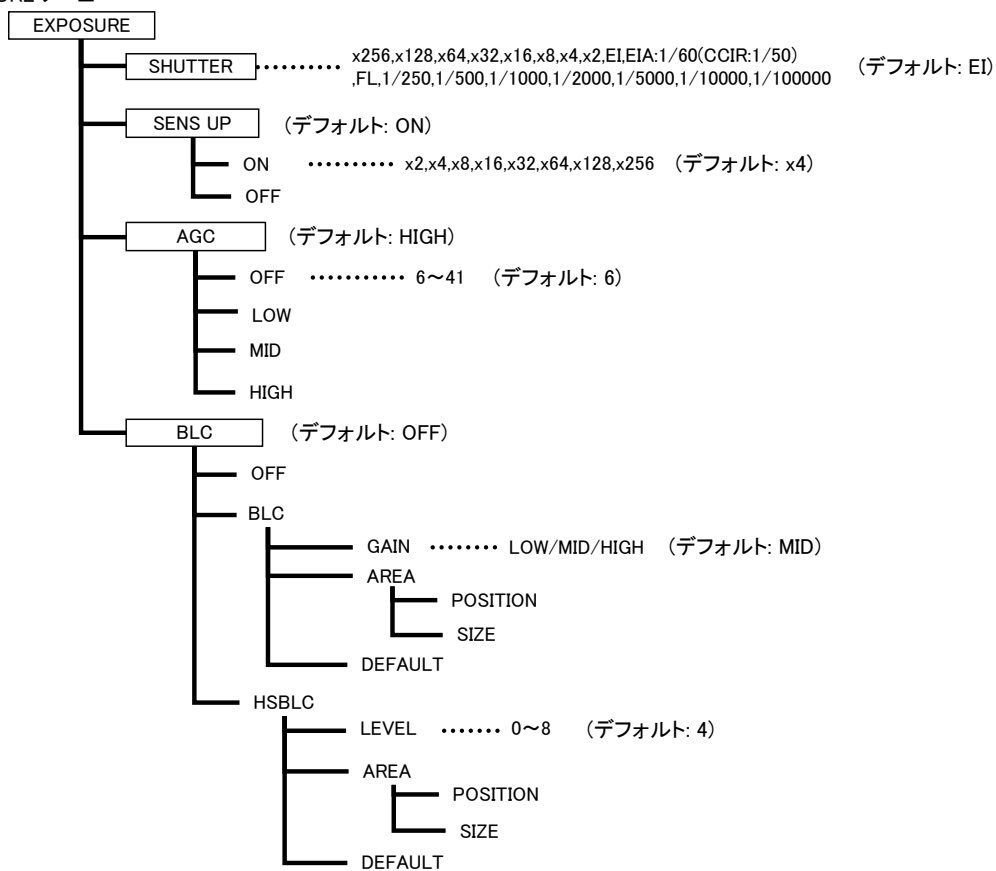 EXPOSURE
SHUTTER ・・・・・・・・・ x256,x128,x64,x32,x16,x8,x4,x2,EI,EIA:1/60(CCIR:1/50)
,FL,1/250,1/500,1/1000,1/2000,1/5000,1/10000,1/100000 (デフォルト: EI)
SENS UP (デフォルト: ON)
ON ・・・・・・・・・・ x2,x4,x8,x16,x32,x64,x128,x256 (デフォルト: x4)
OFF
AGC (デフォルト: HIGH)
OFF ・・・・・・・・・・・ 6～41 (デフォルト: 6)
LOW
MID
HIGH
BLC (デフォルト: OFF)
OFF
BLC
GAIN ・・・・・・・・ LOW/MID/HIGH (デフォルト: MID)
AREA
POSITION
SIZE
DEFAULT
HSBLC
LEVEL ・・・・・・・ 0～8 (デフォルト: 4)
AREA
POSITION
SIZE
DEFAULT